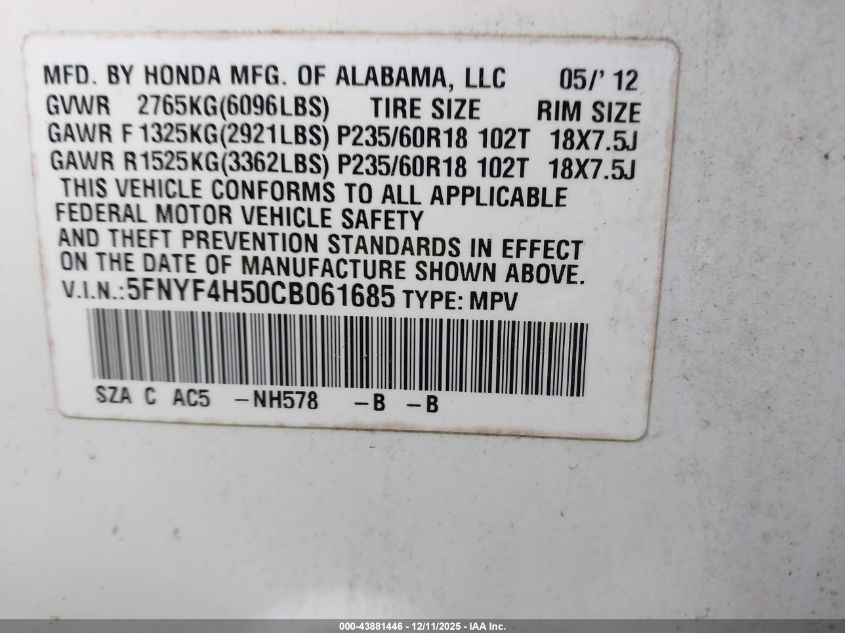 MFD. BY HONDA MFG. OF ALABAMA, LLC 05/' 12
GVWR 2765KG(6096LBS) TIRE SIZE RIM SIZE
GAWR F 1325KG(2921LBS) P235/60R18 102T 18X7.5J
GAWR R1525KG(3362LBS) P235/60R18 102T 18X7.5J
THIS VEHICLE CONFORMS TO ALL APPLICABLE
FEDERAL MOTOR VEHICLE SAFETY
AND THEFT PREVENTION STANDARDS IN EFFECT
ON THE DATE OF MANUFACTURE SHOWN ABOVE.
V.I.N.:5FNYF4H50CB061685 TYPE: MPV
SZA C AC5 -NH578 -B -B
000-43881446 - 12/11/2025 - IAA Inc.